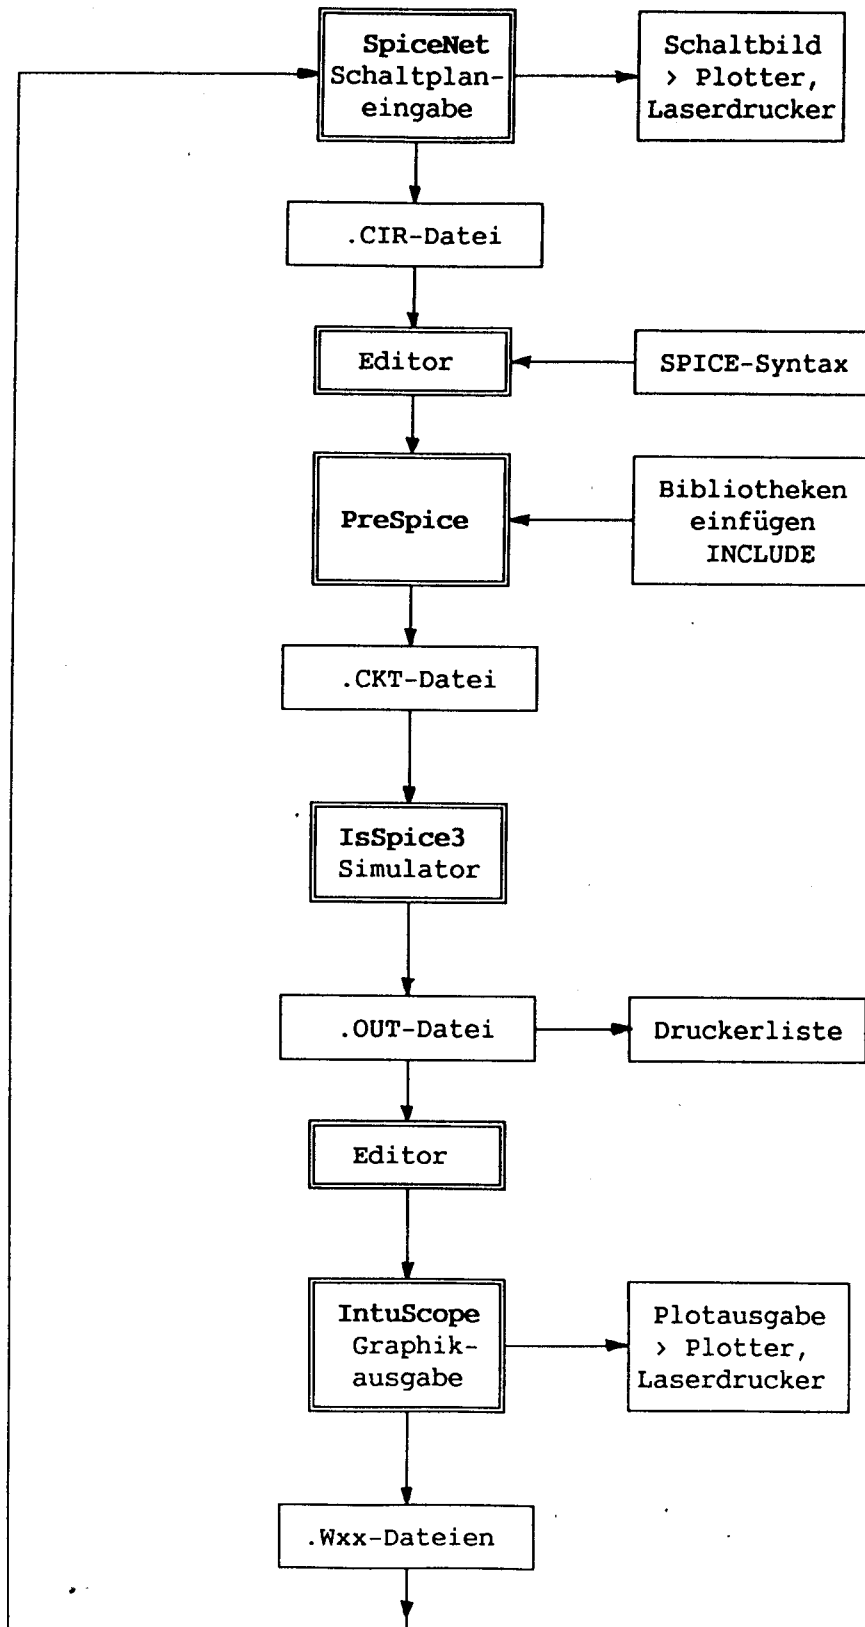 SpiceNet
Schaltplan-
eingabe
Schaltbild
> Plotter,
Laserdrucker
.CIR-Datei
Editor
SPICE-Syntax
PreSpice
Bibliotheken
einfügen
INCLUDE
.CKT-Datei
IsSpice3
Simulator
.OUT-Datei
Druckerliste
Editor
IntuScope
Graphik-
ausgabe
Plotausgabe
> Plotter,
Laserdrucker
.Wxx-Dateien